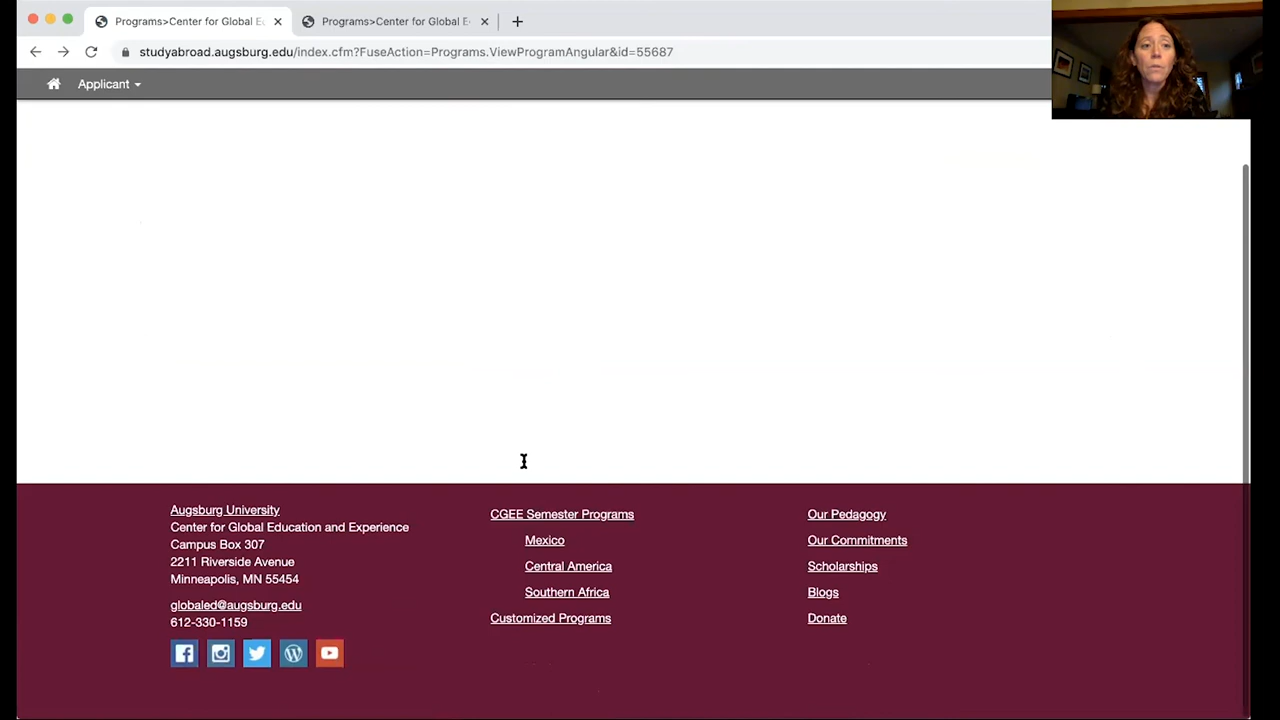 Programs>Center for Global Ec
Programs>Center for Global E
studyabroad.augsburg.edu/index.cfm?FuseAction=Programs.ViewProgramAngular&id=55687
Applicant
Augsburg University
Center for Global Education and Experience
Campus Box 307
2211 Riverside Avenue
Minneapolis, MN 55454
globaled@augsburg.edu
612-330-1159
CGEE Semester Programs
Mexico
Central America
Southern Africa
Customized Programs
Our Pedagogy
Our Commitments
Scholarships
Blogs
Donate